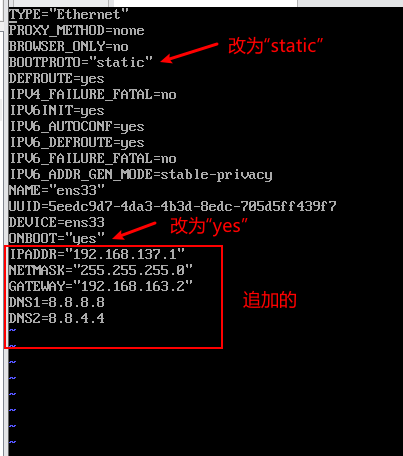 TYPE="Ethernet"
PROXY_METHOD=none
BROWSER_ONLY=no
BOOTPROTO="static"
改为"static"
DEFROUTE=yes
IPV4_FAILURE_FATAL=no
IPV6INIT=yes
IPV6_AUTOCONF=yes
IPV6_DEFROUTE=yes
IPV6_FAILURE_FATAL=no
IPV6_ADDR_GEN_MODE=stable-privacy
NAME="ens33"
UUID=5eedc9d7-4da3-4b3d-8edc-705d5ff439f7
DEVICE=ens33
ONBOOT="yes"
改为"yes"
IPADDR="192.168.137.1"
NETMASK="255.255.255.0"
GATEWAY="192.168.163.2"
DNS1=8.8.8.8
DNS2=8.8.4.4
追加的
~
~
~
~
~
~
~
~